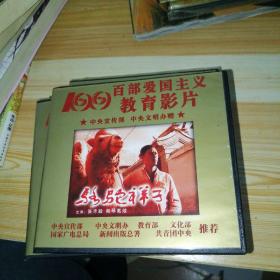 100 百部爱国主义
教育影片
★ 中央宣传部 中央文明办赠 ★
骆驼祥子
中央宣传部 中央文明办 教育部 文化部
国家广电总局 新闻出版总署 共青团中央
推荐